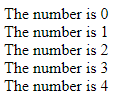 The number is 0
The number is 1
The number is 2
The number is 3
The number is 4